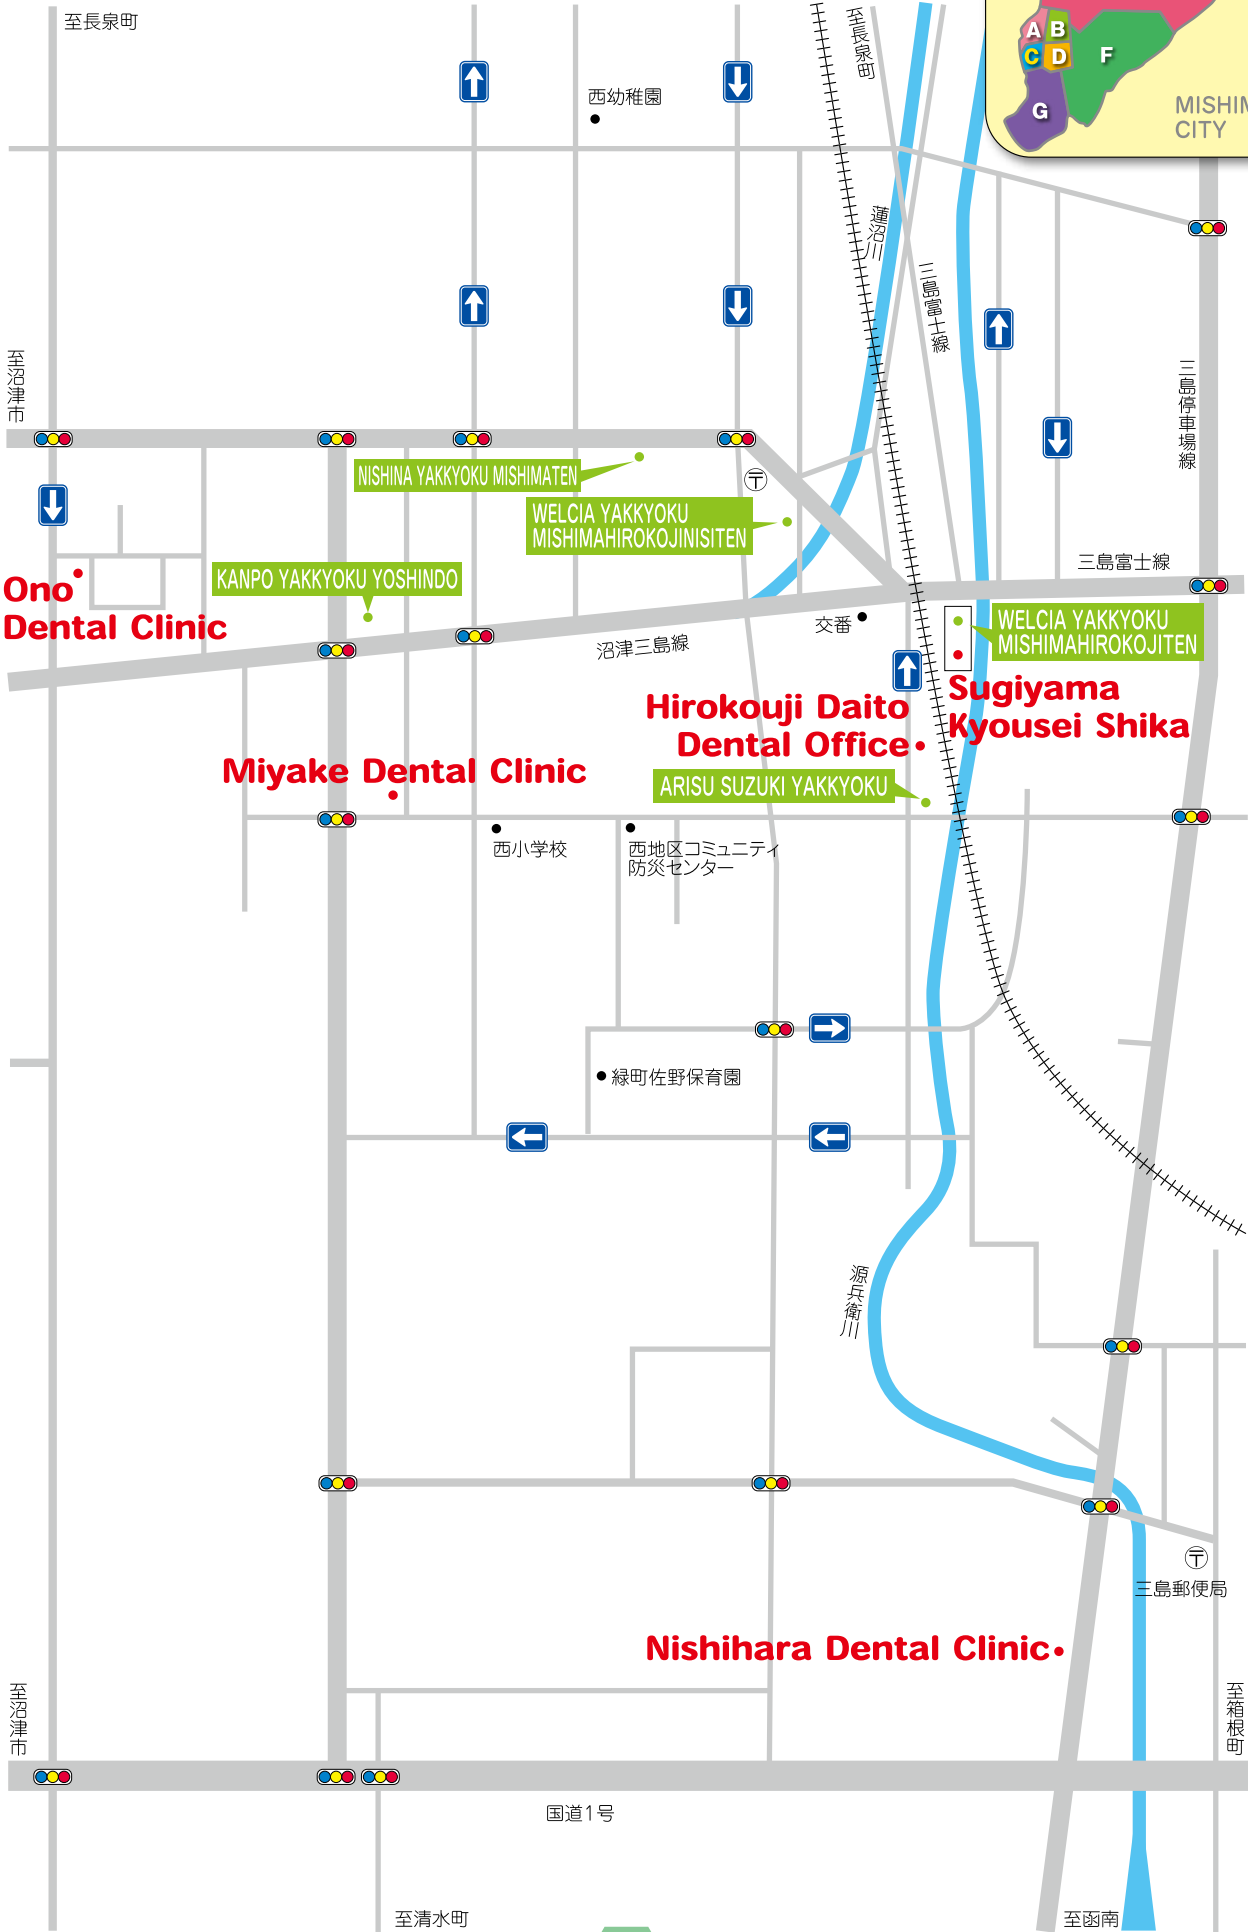 至長泉町
至長泉町
A
B
C
D
F
G
MISHIM
CITY
西幼稚園
蓮沼川
三島富士線
至沼津市
三島停車場線
NISHINA YAKKYOKU MISHIMATEN
〒
WELCIA YAKKYOKU
MISHIMAHIROKOJINISITEN
三島富士線
Ono
Dental Clinic
KANPO YAKKYOKU YOSHINDO
交番
WELCIA YAKKYOKU
MISHIMAHIROKOJITEN
沼津三島線
Sugiyama
Kyousei Shika
Hirokouji Daito
Dental Office
Miyake Dental Clinic
ARISU SUZUKI YAKKYOKU
西小学校
西地区コミュニティ
防災センター
緑町佐野保育園
源兵衛川
〒
三島郵便局
Nishihara Dental Clinic
至沼津市
至箱根町
国道1号
至清水町
至函南